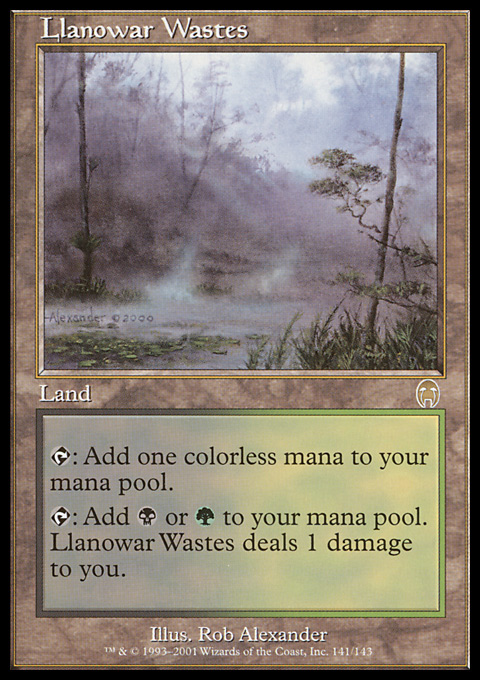 Llanowar Wastes
Alexander ©2000
Land
: Add one colorless mana to your
mana pool.
: Add or to your mana pool.
Llanowar Wastes deals 1 damage
to you.
Illus. Rob Alexander
™ & © 1993–2001 Wizards of the Coast, Inc. 141/143